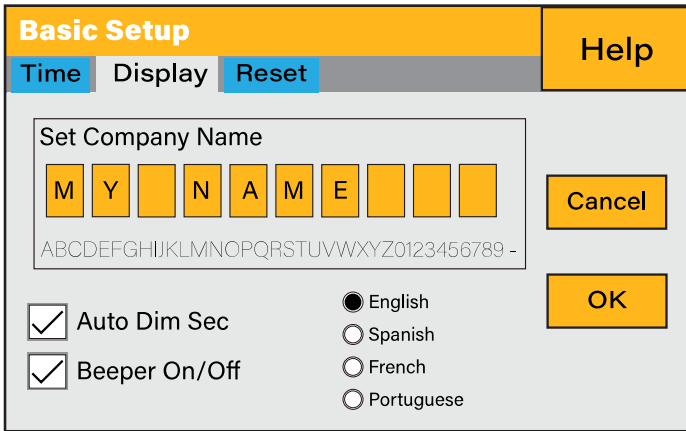 Basic Setup
Help
Time Display Reset
Set Company Name
M Y N A M E
ABCDEFGHIJKLMNOPQRSTUVWXYZ0123456789 -
Cancel
OK
Auto Dim Sec
Beeper On/Off
English
Spanish
French
Portuguese